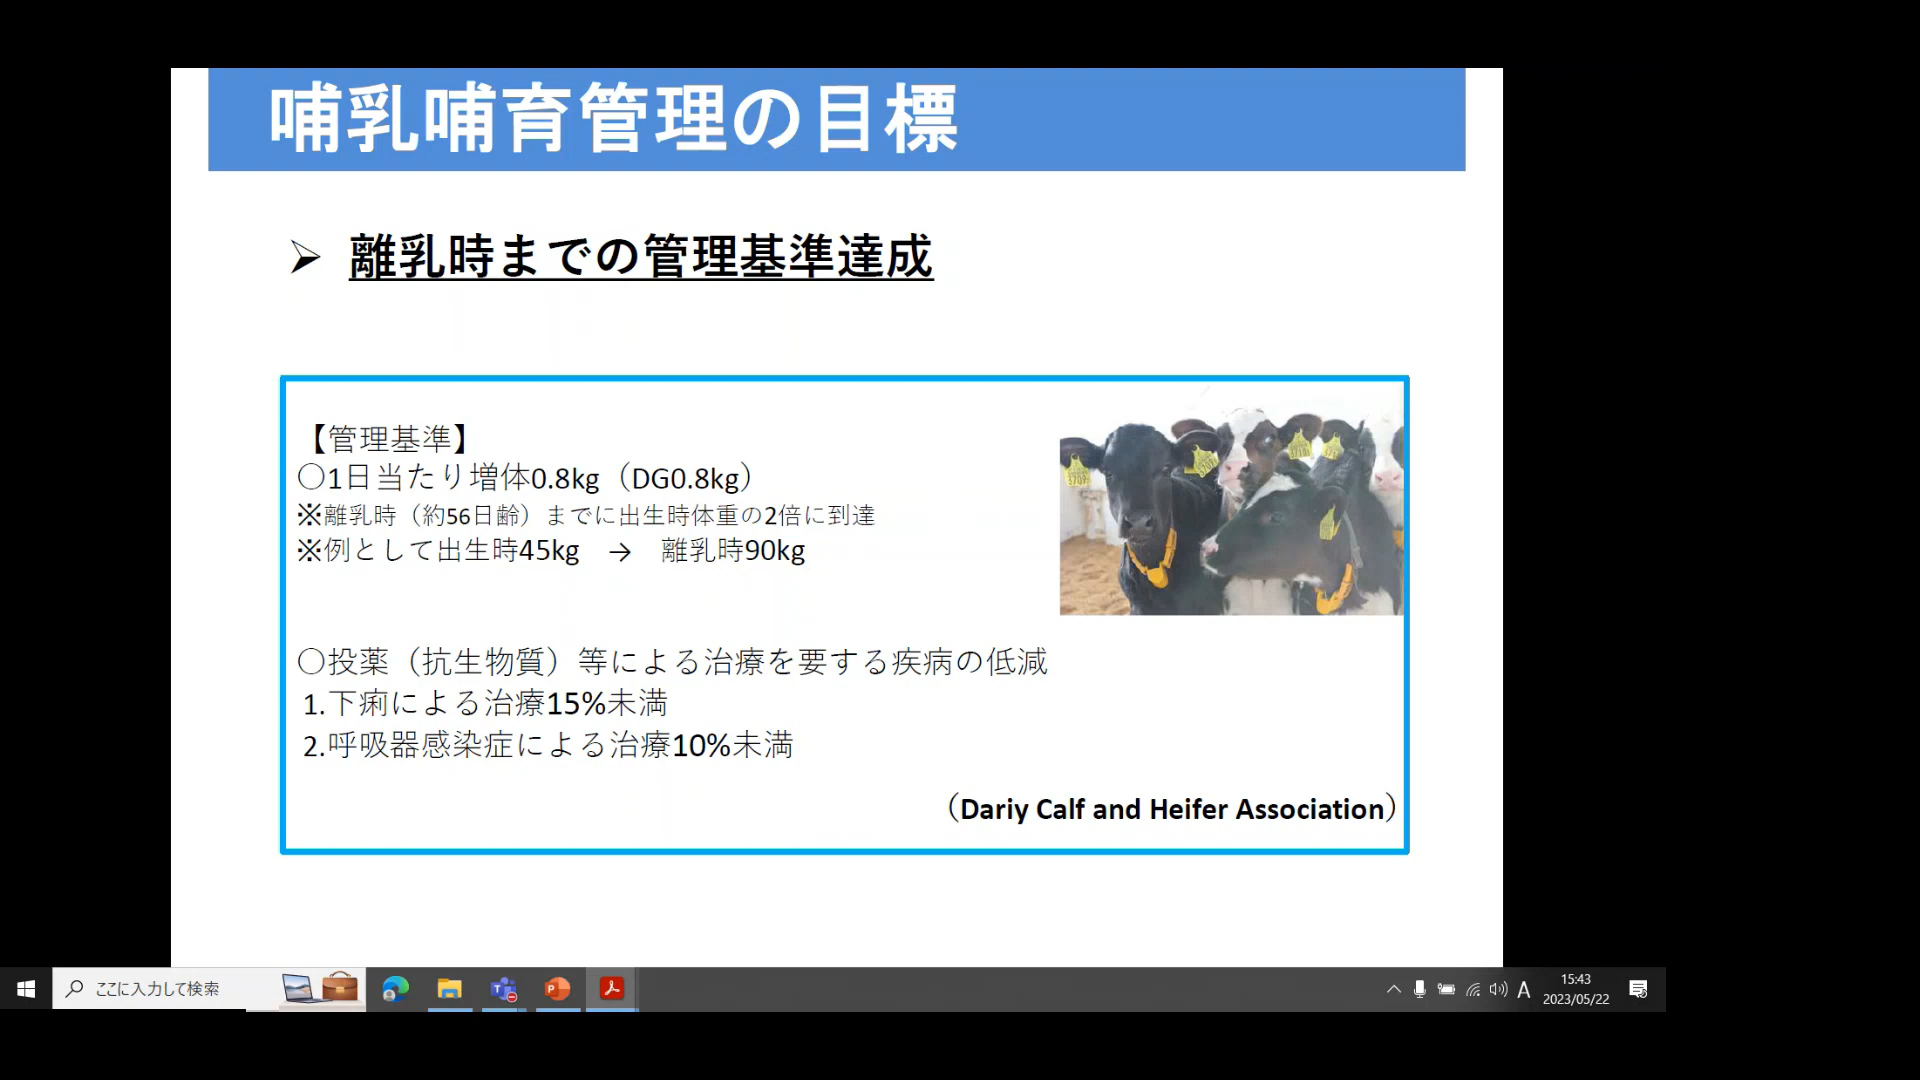 哺乳哺育管理の目標
➢ 離乳時までの管理基準達成
【管理基準】
○1日当たり増体0.8kg（DG0.8kg）
※離乳時（約56日齢）までに出生時体重の2倍に到達
※例として出生時45kg → 離乳時90kg
○投薬（抗生物質）等による治療を要する疾病の低減
1.下痢による治療15%未満
2.呼吸器感染症による治療10%未満
（Dariy Calf and Heifer Association）
ここに入力して検索
A
15:43
2023/05/22